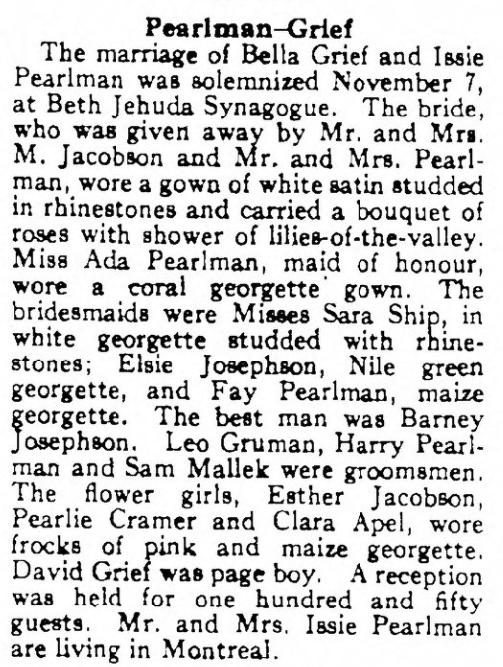 Pearlman–Grief
The marriage of Bella Grief and Issie
Pearlman was solemnized November 7,
at Beth Jehuda Synagogue. The bride,
who was given away by Mr. and Mrs.
M. Jacobson and Mr. and Mrs. Pearl-
man, wore a gown of white satin studded
in rhinestones and carried a bouquet of
roses with shower of lilies-of-the-valley.
Miss Ada Pearlman, maid of honour,
wore a coral georgette gown. The
bridesmaids were Misses Sara Ship, in
white georgette studded with rhine-
stones; Elsie Josephson, Nile green
georgette, and Fay Pearlman, maize
georgette. The best man was Barney
Josephson. Leo Gruman, Harry Pearl-
man and Sam Mallek were groomsmen.
The flower girls, Esther Jacobson,
Pearlie Cramer and Clara Apel, wore
frocks of pink and maize georgette.
David Grief was page boy. A reception
was held for one hundred and fifty
guests. Mr. and Mrs. Issie Pearlman
are living in Montreal.